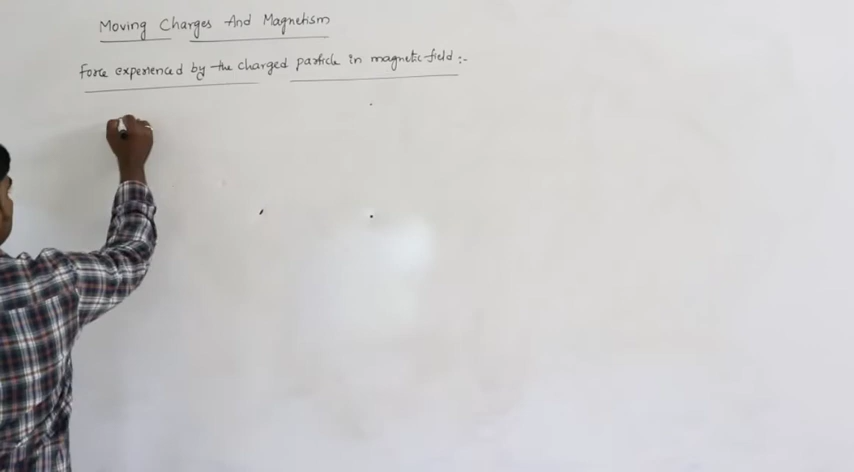 Moving Charges And Magnetism
Force experienced by the charged particle in magnetic field :-